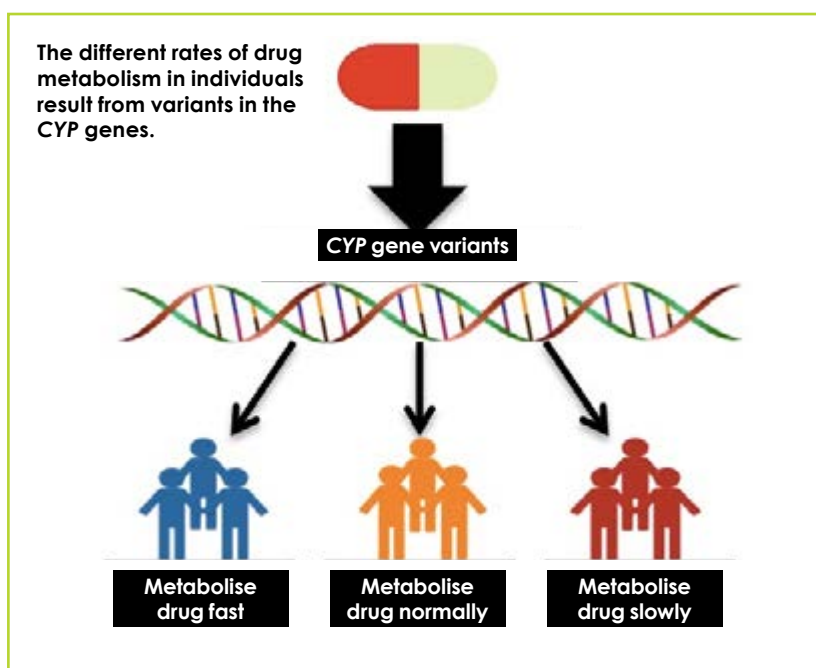 The different rates of drug
metabolism in individuals
result from variants in the
CYP genes.
CYP gene variants
Metabolise
drug fast
Metabolise
drug normally
Metabolise
drug slowly